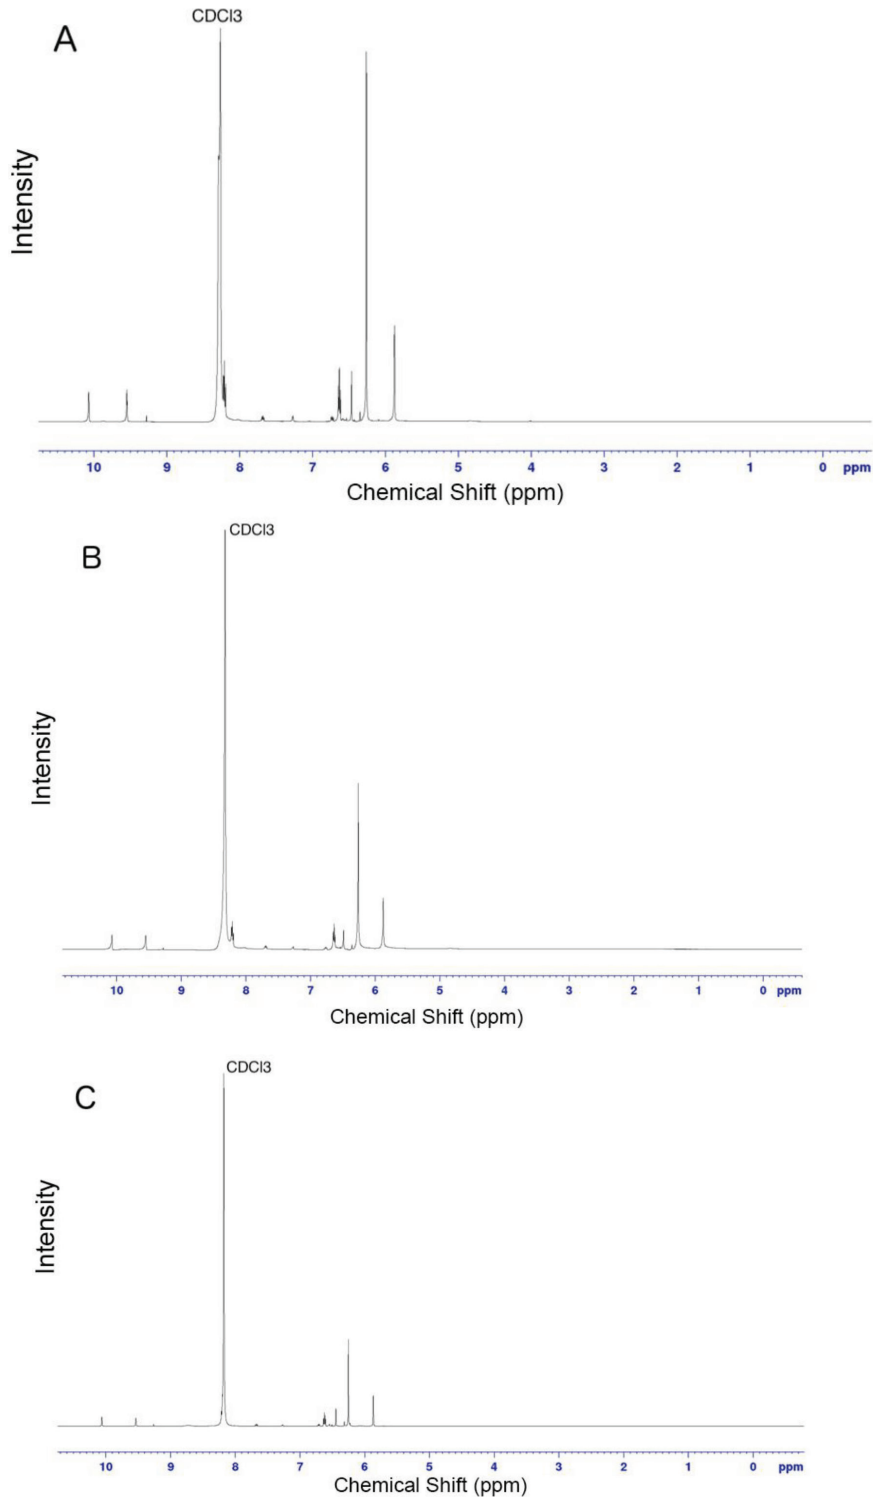 A
CDCl3
Intensity
10 9 8 7 6 5 4 3 2 1 0 ppm
Chemical Shift (ppm)
B
CDCl3
Intensity
10 9 8 7 6 5 4 3 2 1 0 ppm
Chemical Shift (ppm)
C
CDCl3
Intensity
10 9 8 7 6 5 4 3 2 1 0 ppm
Chemical Shift (ppm)